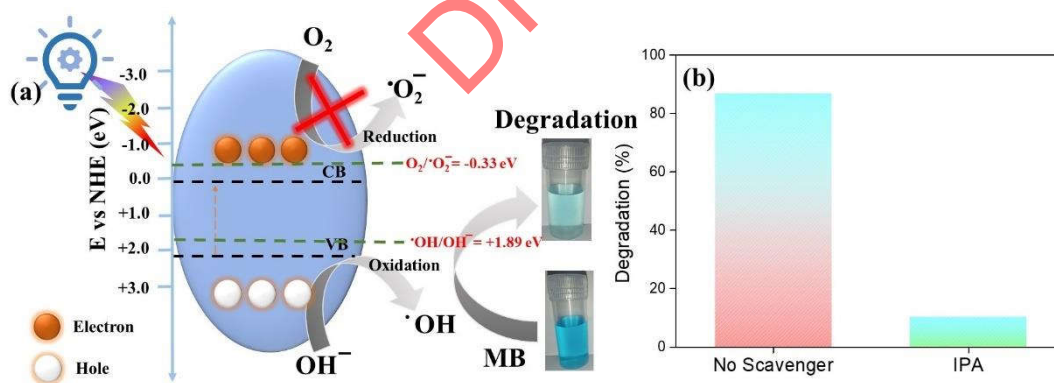 (a)
E vs NHE (eV)
-3.0
-2.0
-1.0
0.0
+1.0
+2.0
+3.0
O₂
·O₂⁻
Reduction
CB
O₂/·O₂⁻= -0.33 eV
·OH/OH⁻ = +1.89 eV
VB
Oxidation
·OH
OH⁻
Electron
Hole
Degradation
MB
(b)
Degradation (%)
100
80
60
40
20
0
No Scavenger
IPA